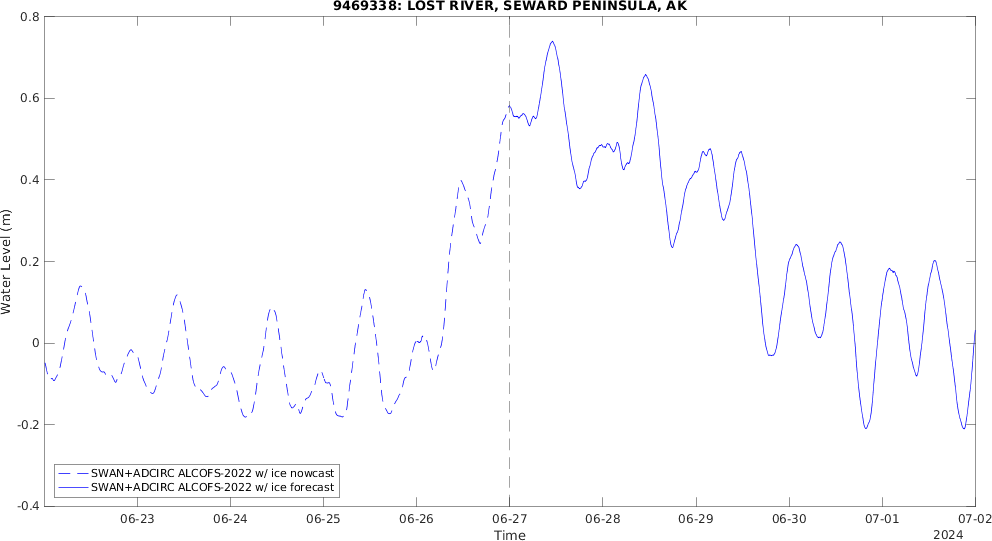 9469338: LOST RIVER, SEWARD PENINSULA, AK
0.8
0.6
0.4
0.2
0
-0.2
-0.4
Water Level (m)
SWAN+ADCIRC ALCOFS-2022 w/ ice nowcast
SWAN+ADCIRC ALCOFS-2022 w/ ice forecast
06-23 06-24 06-25 06-26 06-27 06-28 06-29 06-30 07-01 07-02
Time
2024